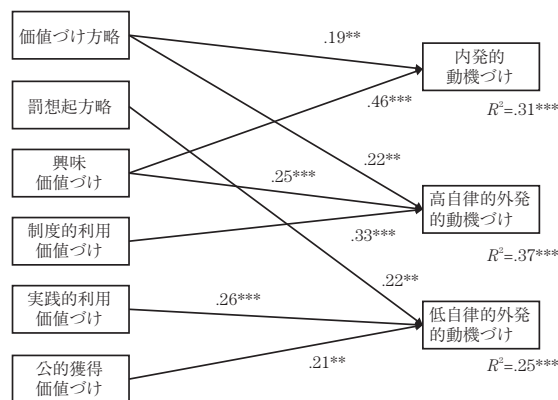 価値づけ方略
罰想起方略
興味
価値づけ
制度的利用
価値づけ
実践的利用
価値づけ
公的獲得
価値づけ
.19**
.46***
.22**
.25***
.33***
.22**
.26***
.21**
内発的
動機づけ
R²=.31***
高自律的外発
的動機づけ
R²=.37***
低自律的外発
的動機づけ
R²=.25***